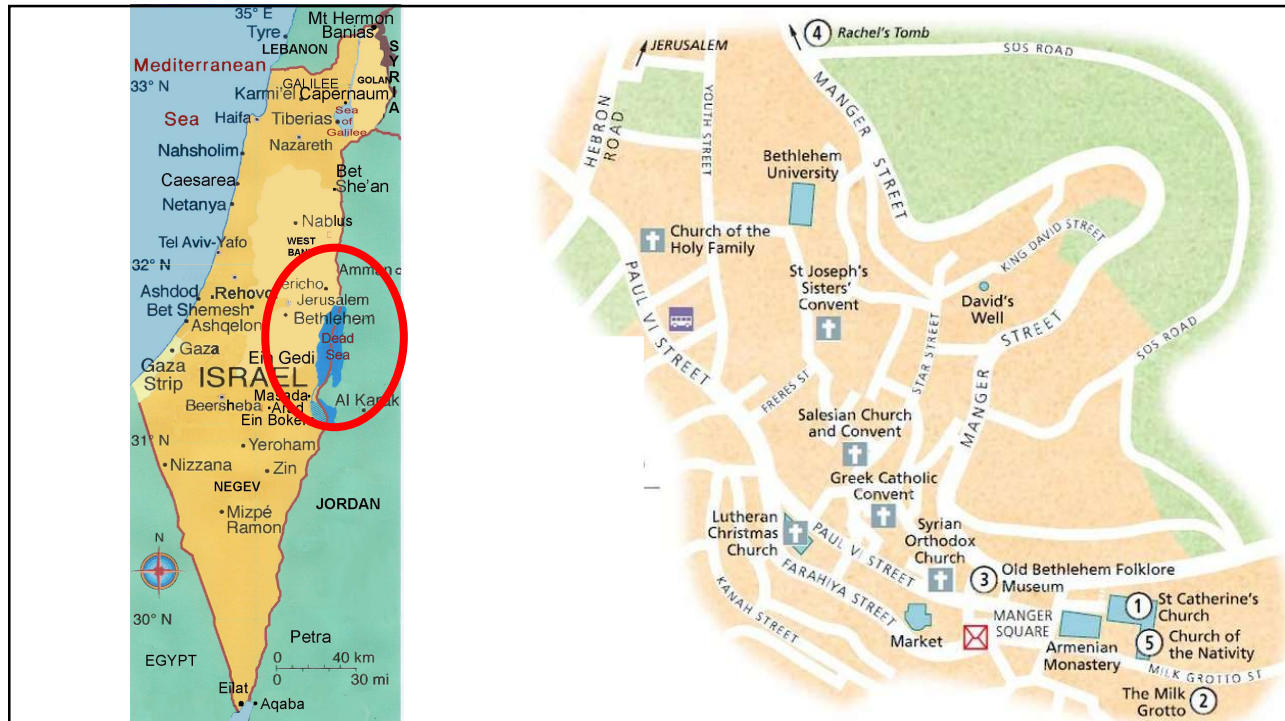 35° E
Mt Hermon
Tyre
Banias
LEBANON
SYRIA
Mediterranean
Sea
33° N
GALILEE
GOLAN
Karmi'el
Capernaum
Haifa
Tiberias
Sea
of
Galilee
Nazareth
Nahsholim
Bet
She'an
Caesarea
Netanya
Nablus
WEST
Tel Aviv-Yafo
32° N
Amman
Ashdod
Jerusalem
Bet Shemesh
Bethlehem
Ashqelon
Dead
Sea
Gaza
Gaza
Strip
Ein Gedi
ISRAEL
Masada
Al Karak
Beersheba
Arad
31° N
Yeroham
Nizzana
Zin
NEGEV
JORDAN
Mizpé
Ramon
N
30° N
Petra
0 40 km
0 30 mi
EGYPT
Eilat
Aqaba
JERUSALEM
4 Rachel's Tomb
SOS ROAD
HEBRON
ROAD
YOUTH STREET
MANGER
STREET
Bethlehem
University
Church of the
Holy Family
PAUL VI STREET
St Joseph's
Sisters'
Convent
KING DAVID STREET
David's
Well
MANGER STREET
SOS ROAD
STAR STREET
FRERES ST
Salesian Church
and Convent
Greek Catholic
Convent
Lutheran
Christmas
Church
PAUL VI STREET
Syrian
Orthodox
Church
FARAHIYA STREET
KANAH STREET
3 Old Bethlehem Folklore
Museum
Market
MANGER
SQUARE
1 St Catherine's
Church
Armenian
Monastery
5 Church of
the Nativity
MILK GROTTO ST
The Milk
Grotto 2